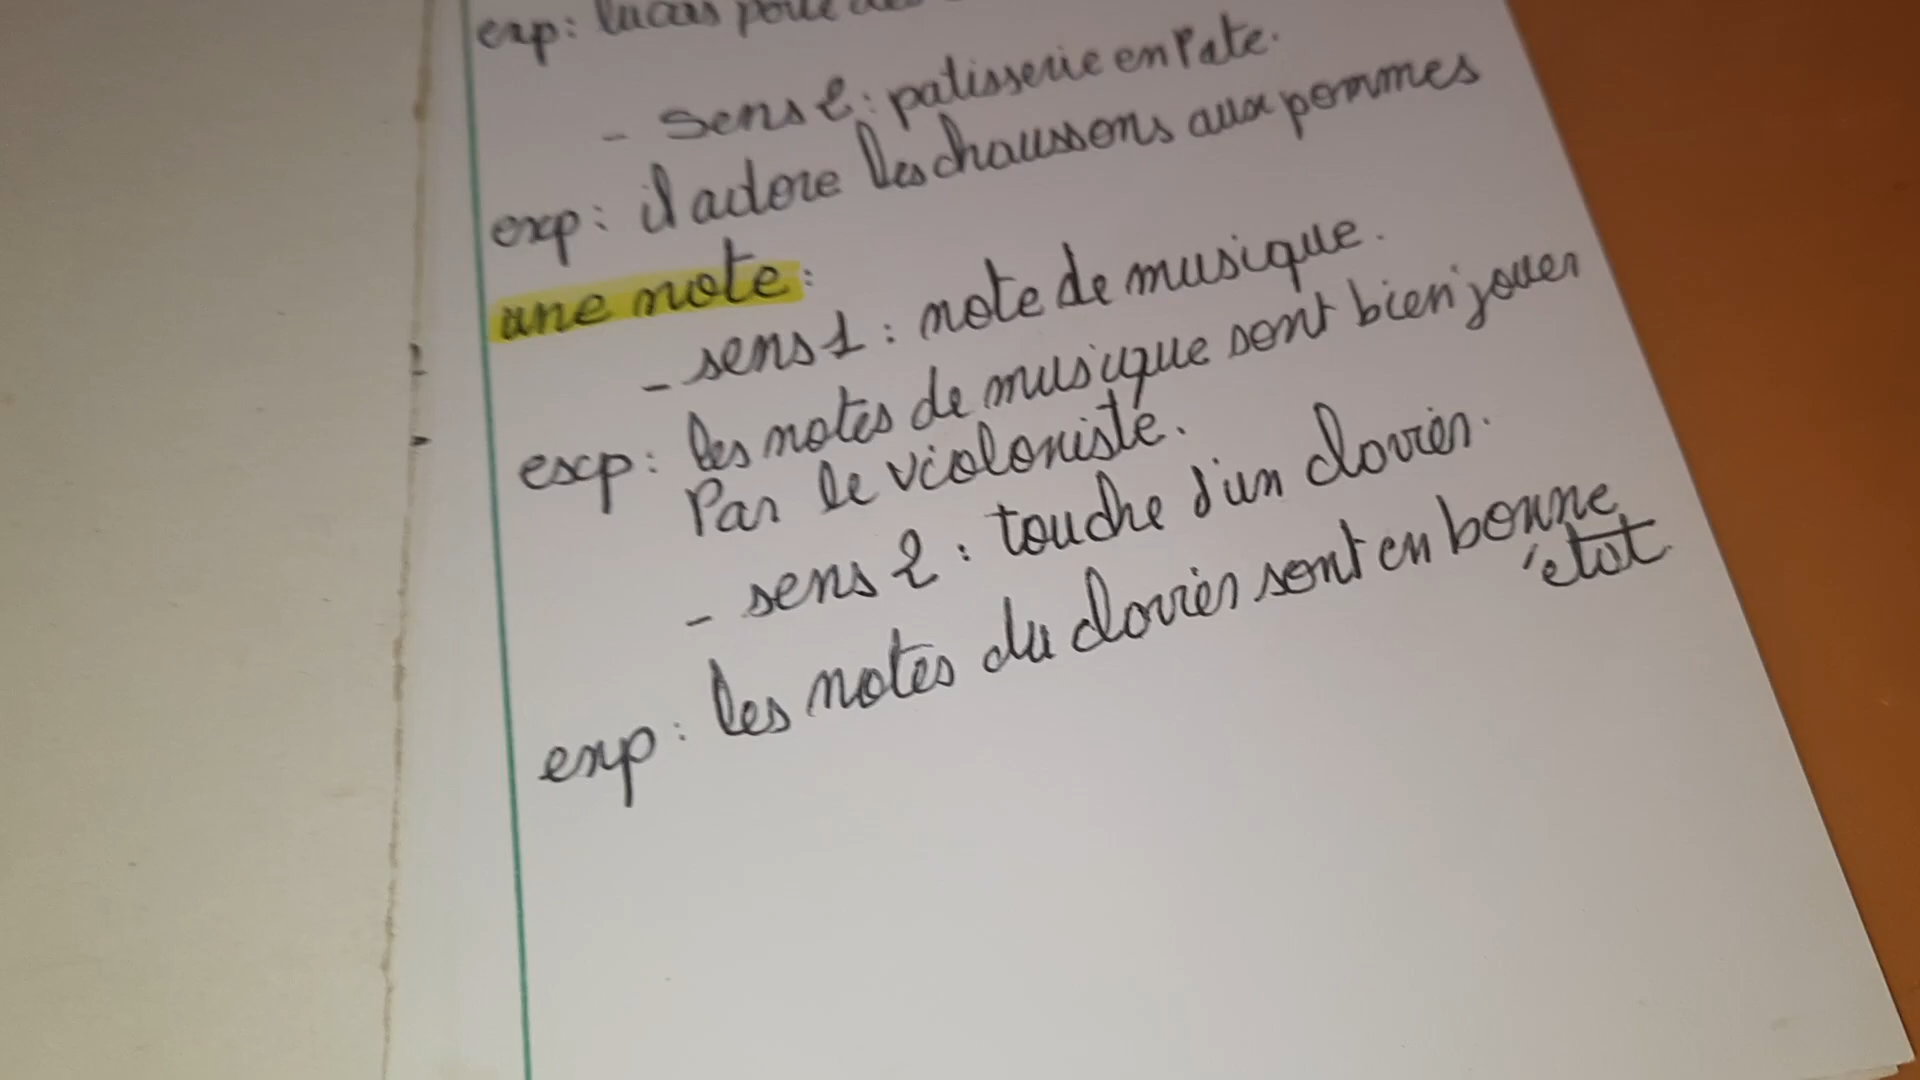 exp: lucas porte
- sens 2: patisserie en Pate.
exp: il adore les chaussons aux pommes
une note:
- sens 1: note de musique.
exp: les notes de musique sont bien jouer
Par le violoniste.
- sens 2: touche d'un clavier.
exp: les notes du clavier sont en bonne
état